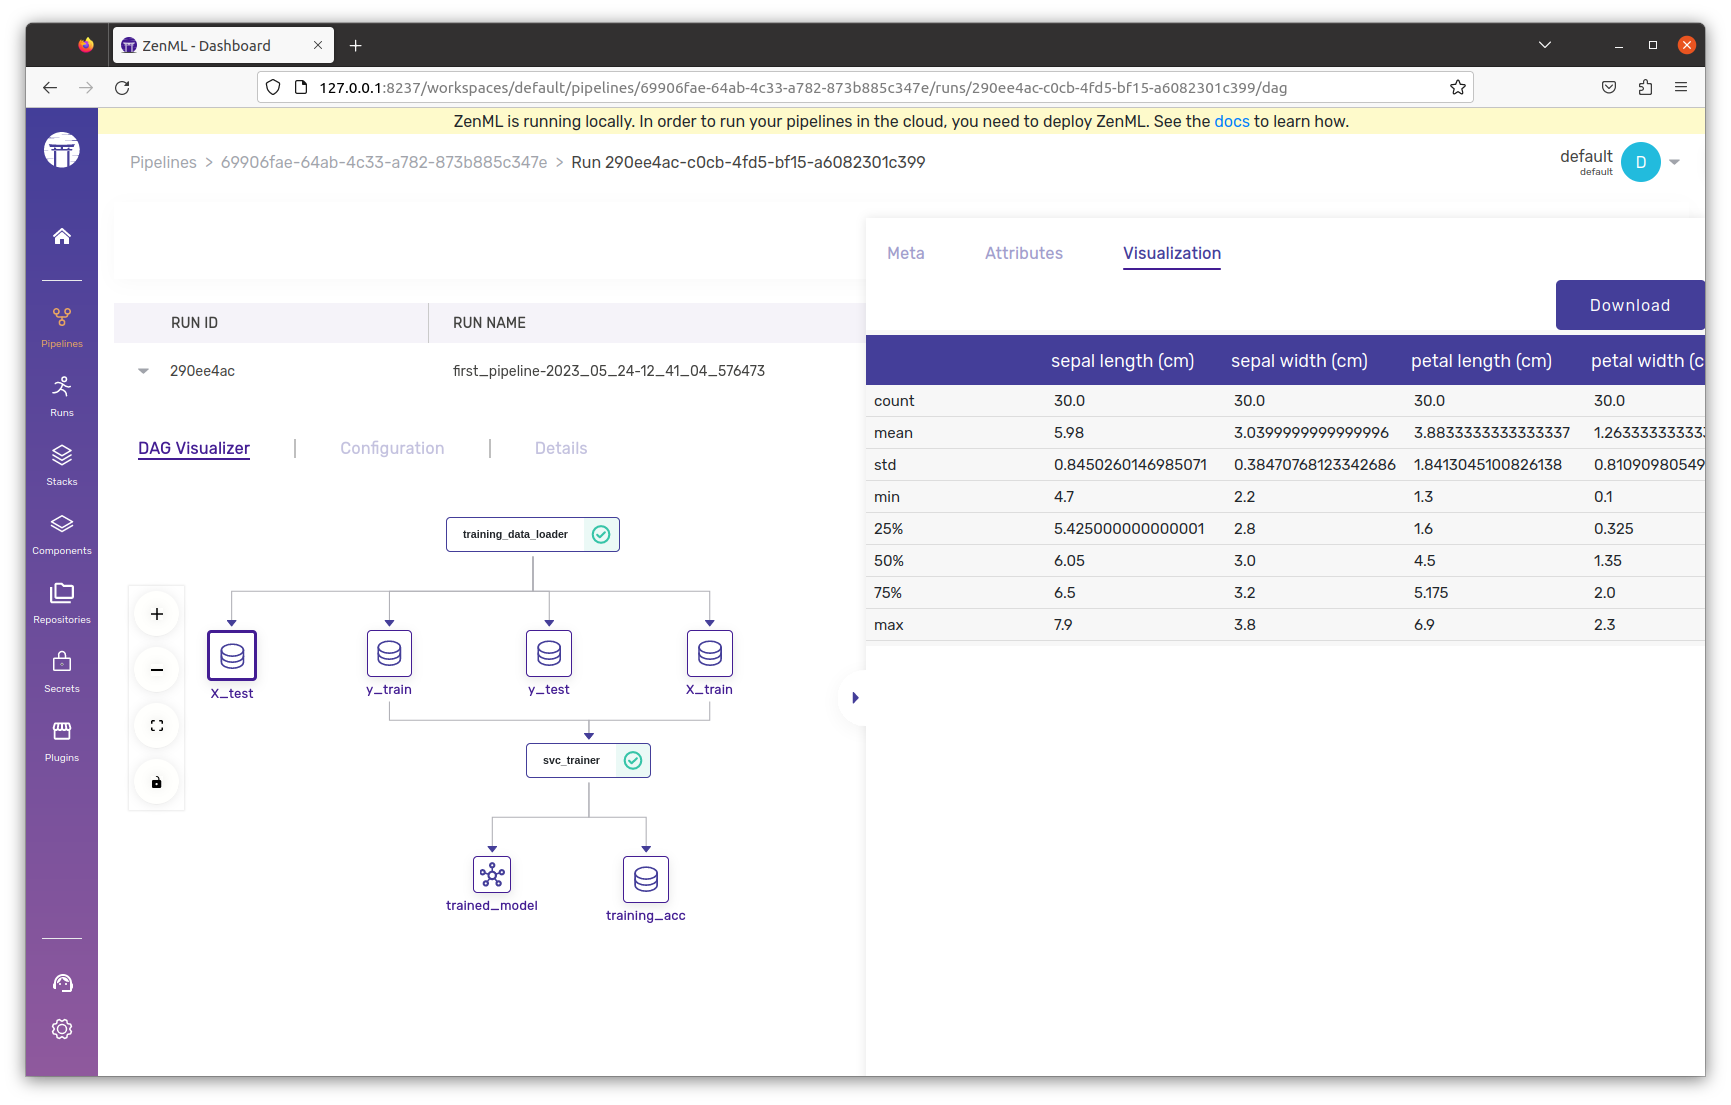 ZenML - Dashboard
127.0.0.1:8237/workspaces/default/pipelines/69906fae-64ab-4c33-a782-873b885c347e/runs/290ee4ac-c0cb-4fd5-bf15-a6082301c399/dag
ZenML is running locally. In order to run your pipelines in the cloud, you need to deploy ZenML. See the docs to learn how.
Pipelines > 69906fae-64ab-4c33-a782-873b885c347e > Run 290ee4ac-c0cb-4fd5-bf15-a6082301c399
default
default
D
Pipelines
Runs
Stacks
Components
Repositories
Secrets
Plugins
RUN ID RUN NAME
290ee4ac first_pipeline-2023_05_24-12_41_04_576473
DAG Visualizer | Configuration | Details
training_data_loader
X_test y_train y_test X_train
svc_trainer
trained_model training_acc
Meta Attributes Visualization
Download
sepal length (cm) sepal width (cm) petal length (cm) petal width (c
count 30.0 30.0 30.0 30.0
mean 5.98 3.0399999999999996 3.8833333333333337 1.263333333333
std 0.8450260146985071 0.38470768123342686 1.8413045100826138 0.81090980549
min 4.7 2.2 1.3 0.1
25% 5.425000000000001 2.8 1.6 0.325
50% 6.05 3.0 4.5 1.35
75% 6.5 3.2 5.175 2.0
max 7.9 3.8 6.9 2.3